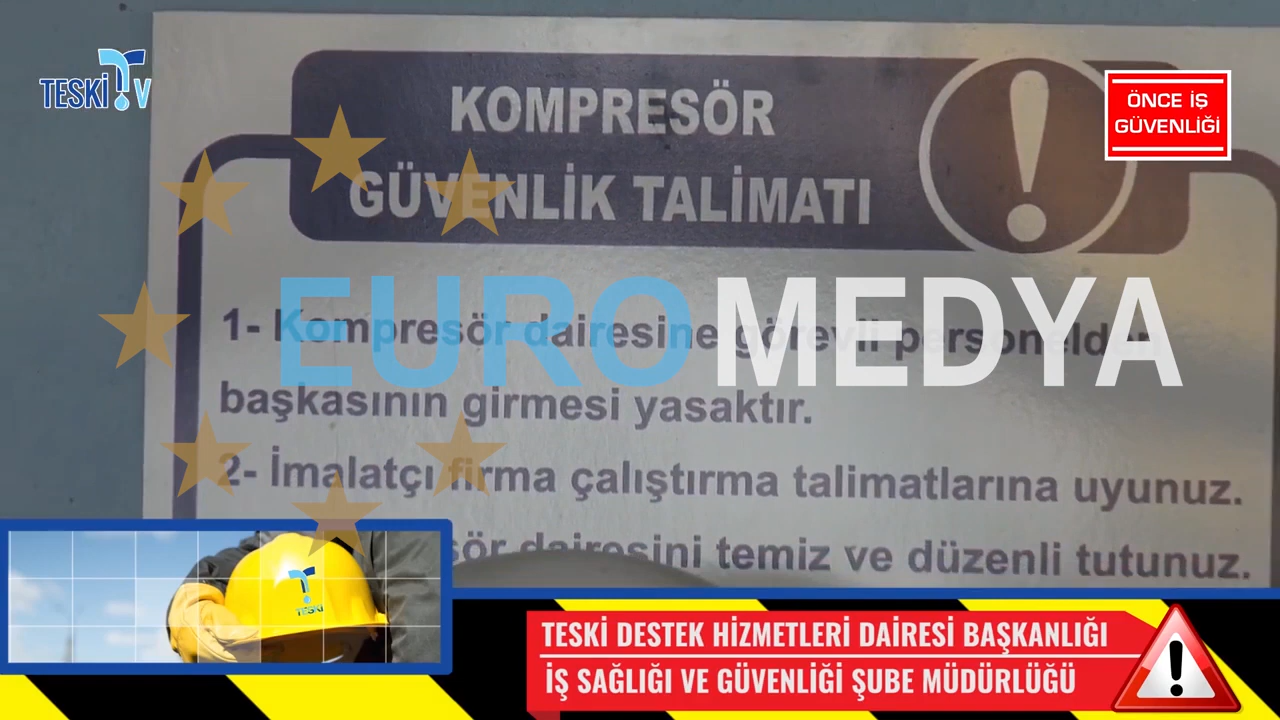 TESKİ TV
ÖNCE İŞ
GÜVENLİĞİ
KOMPRESÖR
GÜVENLİK TALİMATI
EUROMEDYA
1- Kompresör dairesine görevli personelden
başkasının girmesi yasaktır.
2- İmalatçı firma çalıştırma talimatlarına uyunuz.
dairesini temiz ve düzenli tutunuz.
TESKİ
TESKİ DESTEK HİZMETLERİ DAİRESİ BAŞKANLIĞI
İŞ SAĞLIĞI VE GÜVENLİĞİ ŞUBE MÜDÜRLÜĞÜ